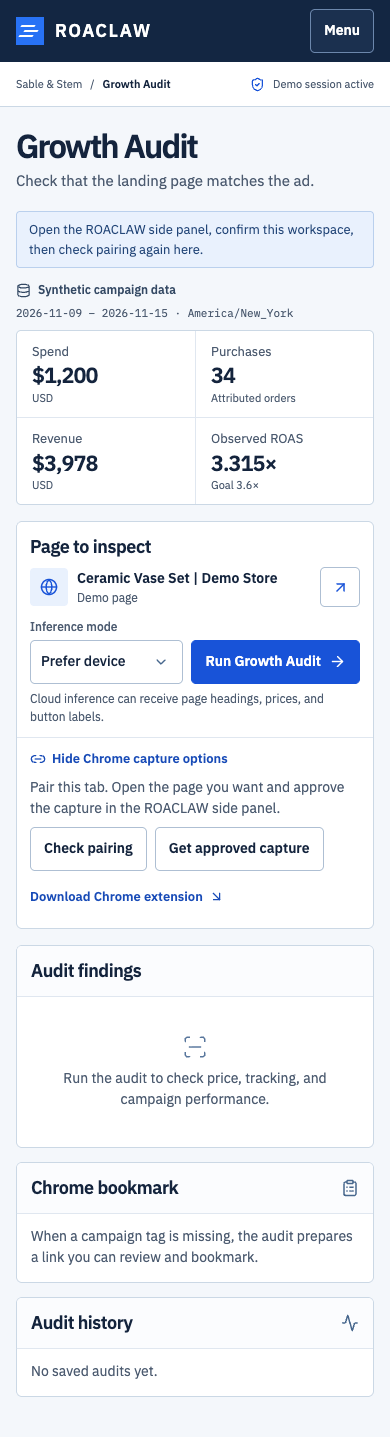 ROACLAW
Menu
Sable & Stem / Growth Audit
Demo session active
Growth Audit
Check that the landing page matches the ad.
Open the ROACLAW side panel, confirm this workspace,
then check pairing again here.
Synthetic campaign data
2026-11-09 – 2026-11-15 · America/New_York
Spend
$1,200
USD
Purchases
34
Attributed orders
Revenue
$3,978
USD
Observed ROAS
3.315×
Goal 3.6×
Page to inspect
Ceramic Vase Set | Demo Store
Demo page
Inference mode
Prefer device
Run Growth Audit
Cloud inference can receive page headings, prices, and
button labels.
Hide Chrome capture options
Pair this tab. Open the page you want and approve
the capture in the ROACLAW side panel.
Check pairing
Get approved capture
Download Chrome extension
Audit findings
Run the audit to check price, tracking, and
campaign performance.
Chrome bookmark
When a campaign tag is missing, the audit prepares
a link you can review and bookmark.
Audit history
No saved audits yet.